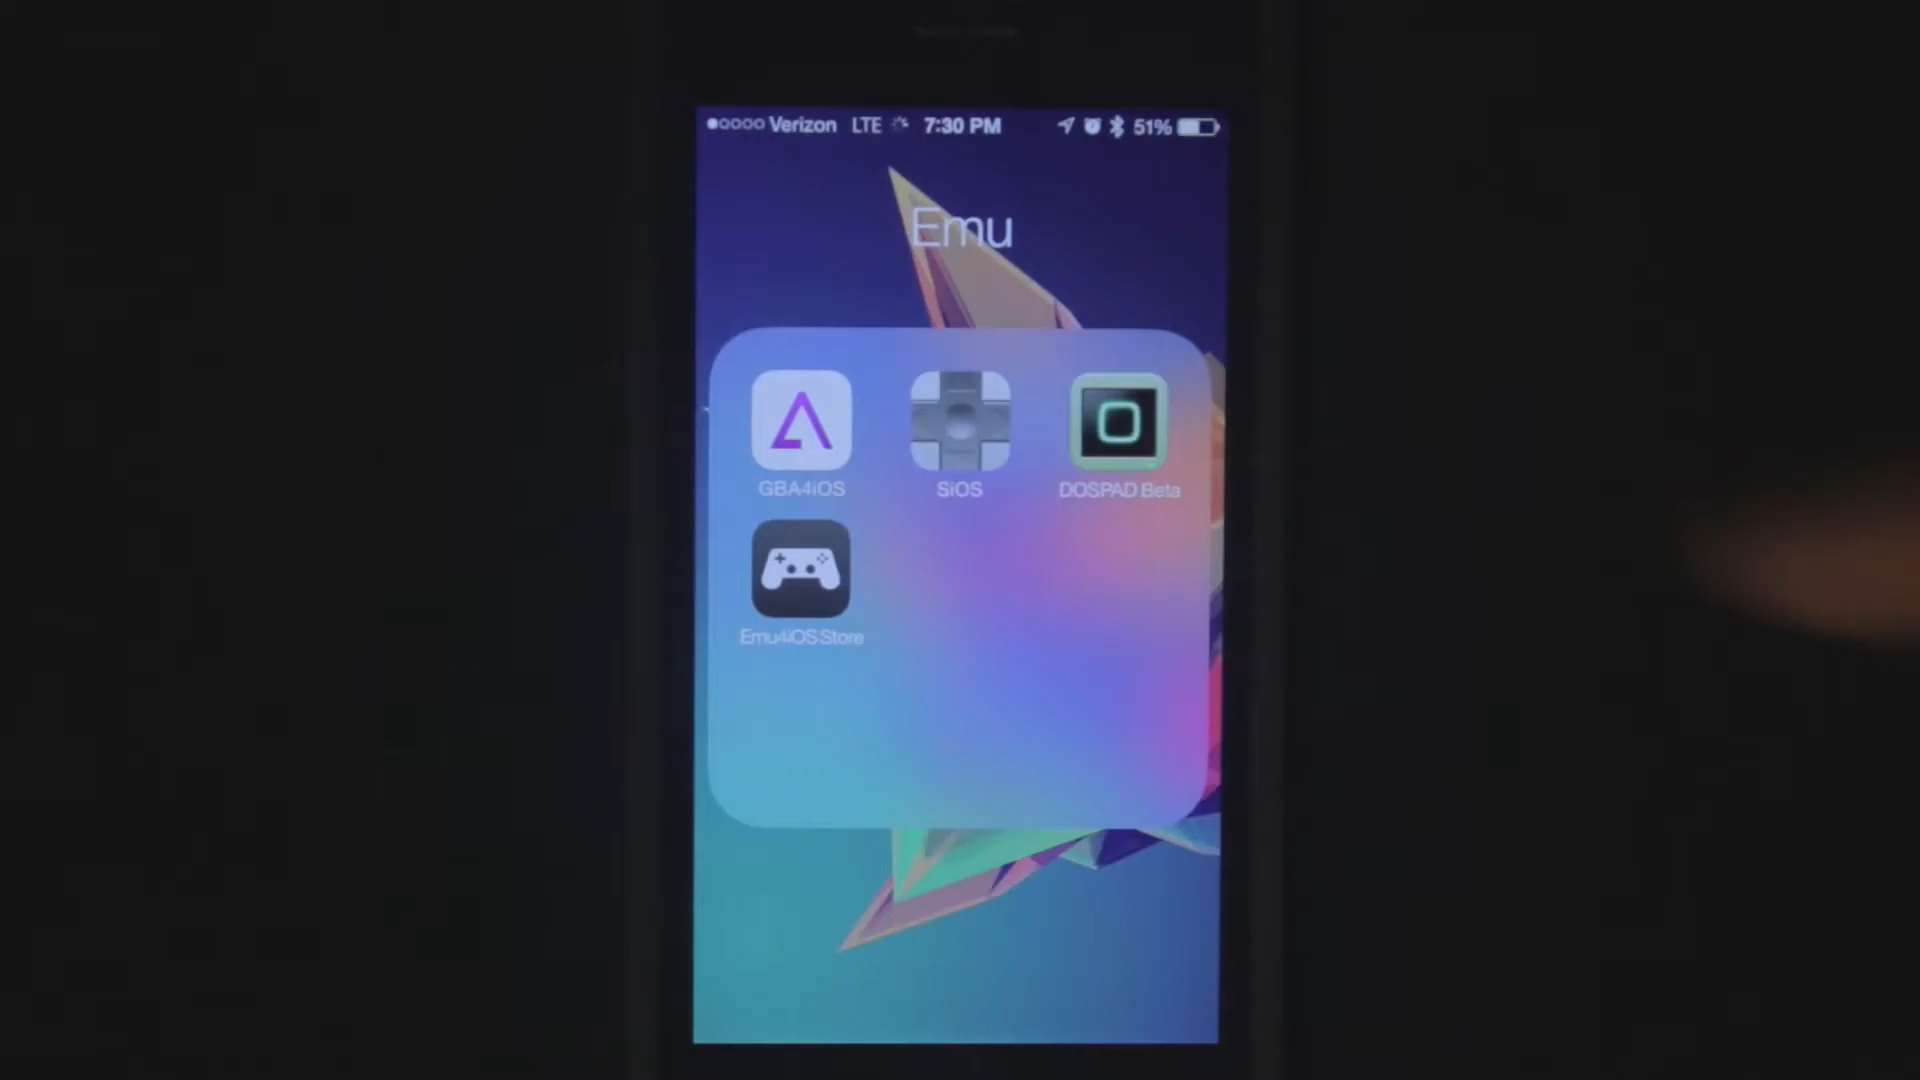 Verizon LTE 7:30 PM 51%
Emu
GBA4iOS SiOS DOSPAD Beta
Emu4iOS Store